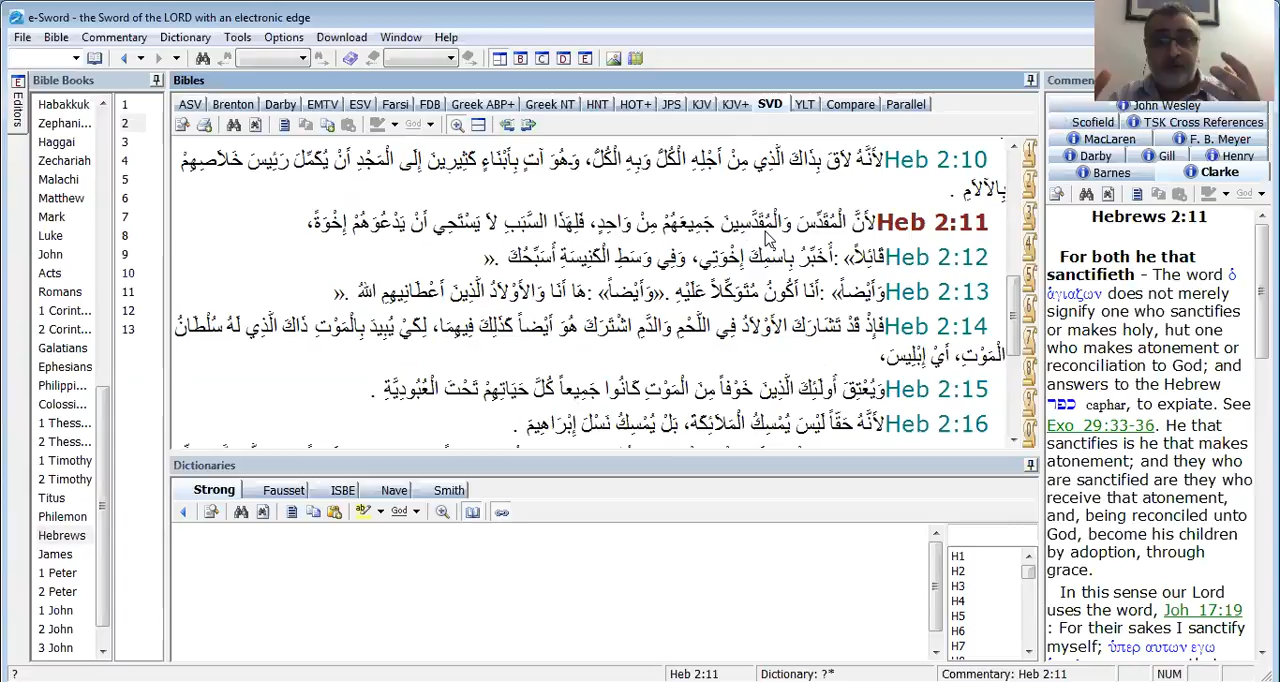 e-Sword - the Sword of the LORD with an electronic edge
File Bible Commentary Dictionary Tools Options Download Window Help
Bible Books
Bibles
Editors
Habakkuk
Zephani...
Haggai
Zechariah
Malachi
Matthew
Mark
Luke
John
Acts
Romans
1 Corint...
2 Corint...
Galatians
Ephesians
Philippi...
Colossi...
1 Thess...
2 Thess...
1 Timothy
2 Timothy
Titus
Philemon
Hebrews
James
1 Peter
2 Peter
1 John
2 John
3 John
1
2
3
4
5
6
7
8
9
10
11
12
13
ASV Brenton Darby EMTV ESV Farsi FDB Greek ABP+ Greek NT HNT HOT+ JPS KJV KJV+ SVD YLT Compare Parallel
Heb 2:10 لأَنَّهُ لاَقَ بِذَاكَ الَّذِي مِنْ أَجْلِهِ الْكُلُّ وَبِهِ الْكُلُّ، وَهُوَ آتٍ بِأَبْنَاءٍ كَثِيرِينَ إِلَى الْمَجْدِ أَنْ يُكَمِّلَ رَئِيسَ خَلاَصِهِمْ
بِالآلاَمِ .
Heb 2:11 لأَنَّ الْمُقَدِّسَ وَالْمُقَدَّسِينَ جَمِيعَهُمْ مِنْ وَاحِدٍ، فَلِهَذَا السَّبَبِ لاَ يَسْتَحِي أَنْ يَدْعُوَهُمْ إِخْوَةً،
Heb 2:12 قَائِلاً» :أُخَبِّرُ بِاسْمِكَ إِخْوَتِي، وَفِي وَسَطِ الْكَنِيسَةِ أُسَبِّحُكَ .«
Heb 2:13 وَأَيْضاً» :أَنَا أَكُونُ مُتَوَكِّلاً عَلَيْهِ .«وَأَيْضاً» :هَا أَنَا وَالأَوْلاَدُ الَّذِينَ أَعْطَانِيهِمِ اللهُ .«
Heb 2:14 فَإِذْ قَدْ تَشَارَكَ الأَوْلاَدُ فِي اللَّحْمِ وَالدَّمِ اشْتَرَكَ هُوَ أَيْضاً كَذَلِكَ فِيهِمَا، لِكَيْ يُبِيدَ بِالْمَوْتِ ذَاكَ الَّذِي لَهُ سُلْطَانُ
الْمَوْتِ، أَيْ إِبْلِيسَ،
Heb 2:15 وَيُعْتِقَ أُولَئِكَ الَّذِينَ خَوْفاً مِنَ الْمَوْتِ كَانُوا جَمِيعاً كُلَّ حَيَاتِهِمْ تَحْتَ الْعُبُودِيَّةِ .
Heb 2:16 لأَنَّهُ حَقّاً لَيْسَ يُمْسِكُ الْمَلاَئِكَةَ، بَلْ يُمْسِكُ نَسْلَ إِبْرَاهِيمَ .
Dictionaries
Strong Fausset ISBE Nave Smith
H1
H2
H3
H4
H5
H6
H7
Commen
John Wesley
Scofield TSK Cross References
MacLaren F. B. Meyer
Darby Gill Henry
Barnes Clarke
Hebrews 2:11
For both he that
sanctifieth - The word ὁ
ἁγιαζων does not merely
signify one who sanctifies
or makes holy, but one
who makes atonement or
reconciliation to God; and
answers to the Hebrew
כפר caphar, to expiate. See
Exo 29:33-36. He that
sanctifies is he that makes
atonement; and they who
are sanctified are they who
receive that atonement,
and, being reconciled unto
God, become his children
by adoption, through
grace.
In this sense our Lord
uses the word, Joh 17:19
: For their sakes I sanctify
myself; ὑπερ αυτων εγω
? Heb 2:11 Dictionary: ?* Commentary: Heb 2:11 NUM